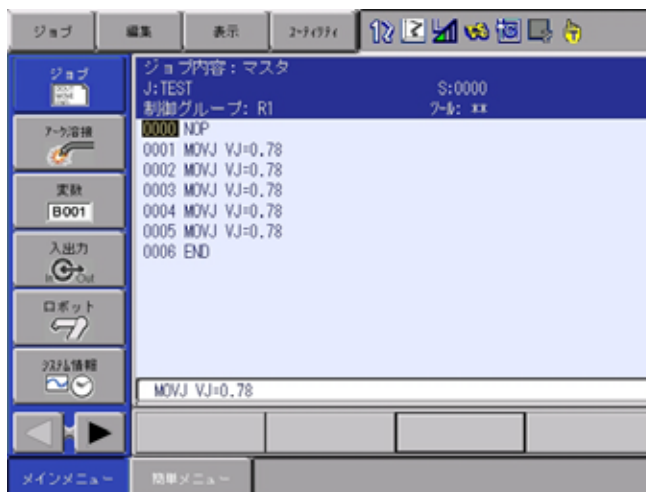 ジョブ 編集 表示 ユーティリティ
ジョブ
アーク溶接
変数
B001
入出力
In Out
ロボット
システム情報
ジョブ内容:マスタ
J:TEST S:0000
制御グループ: R1 ツール: **
0000 NOP
0001 MOVJ VJ=0.78
0002 MOVJ VJ=0.78
0003 MOVJ VJ=0.78
0004 MOVJ VJ=0.78
0005 MOVJ VJ=0.78
0006 END
MOVJ VJ=0.78
メインメニュー 簡単メニュー